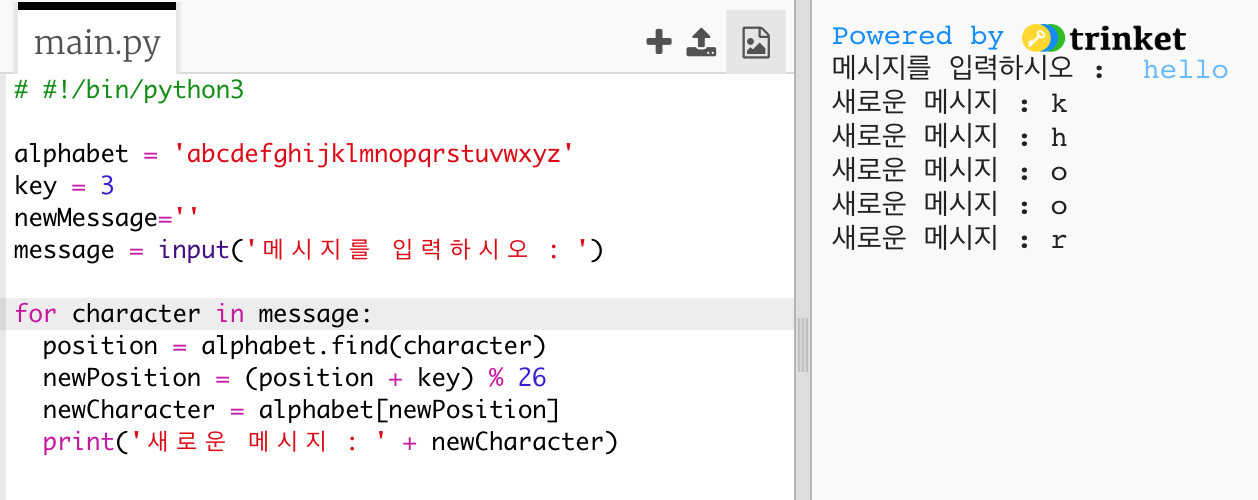 main.py
# #!/bin/python3
alphabet = 'abcdefghijklmnopqrstuvwxyz'
key = 3
newMessage=''
message = input('메시지를 입력하시오 : ')
for character in message:
  position = alphabet.find(character)
  newPosition = (position + key) % 26
  newCharacter = alphabet[newPosition]
  print('새로운 메시지 : ' + newCharacter)
Powered by trinket
메시지를 입력하시오 : hello
새로운 메시지 : k
새로운 메시지 : h
새로운 메시지 : o
새로운 메시지 : o
새로운 메시지 : r